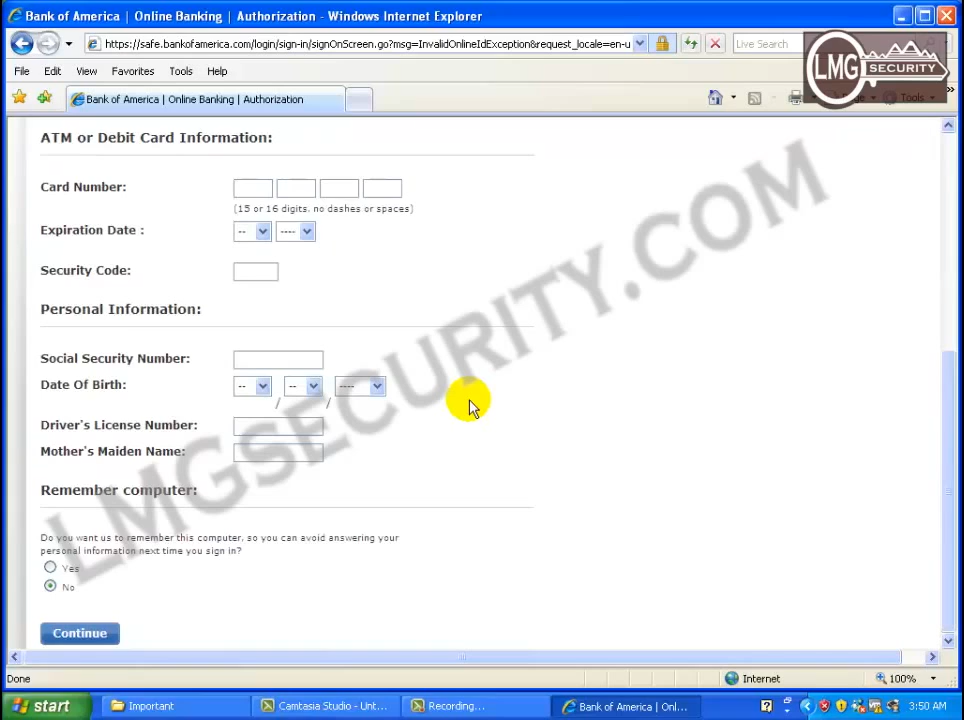 Bank of America | Online Banking | Authorization - Windows Internet Explorer
https://safe.bankofamerica.com/login/sign-in/signOnScreen.go?msg=InvalidOnlineIdException&request_locale=en-u
Live Search
File Edit View Favorites Tools Help
LMG SECURITY
Bank of America | Online Banking | Authorization
Tools
ATM or Debit Card Information:
Card Number:
(15 or 16 digits, no dashes or spaces)
Expiration Date : -- ----
Security Code:
Personal Information:
Social Security Number:
Date Of Birth: -- / -- / ----
Driver's License Number:
Mother's Maiden Name:
Remember computer:
Do you want us to remember this computer, so you can avoid answering your
personal information next time you sign in?
Yes
No
Continue
LMGSECURITY.COM
Done Internet 100%
start Important Camtasia Studio - Unt... Recording... Bank of America | Onl... 3:50 AM